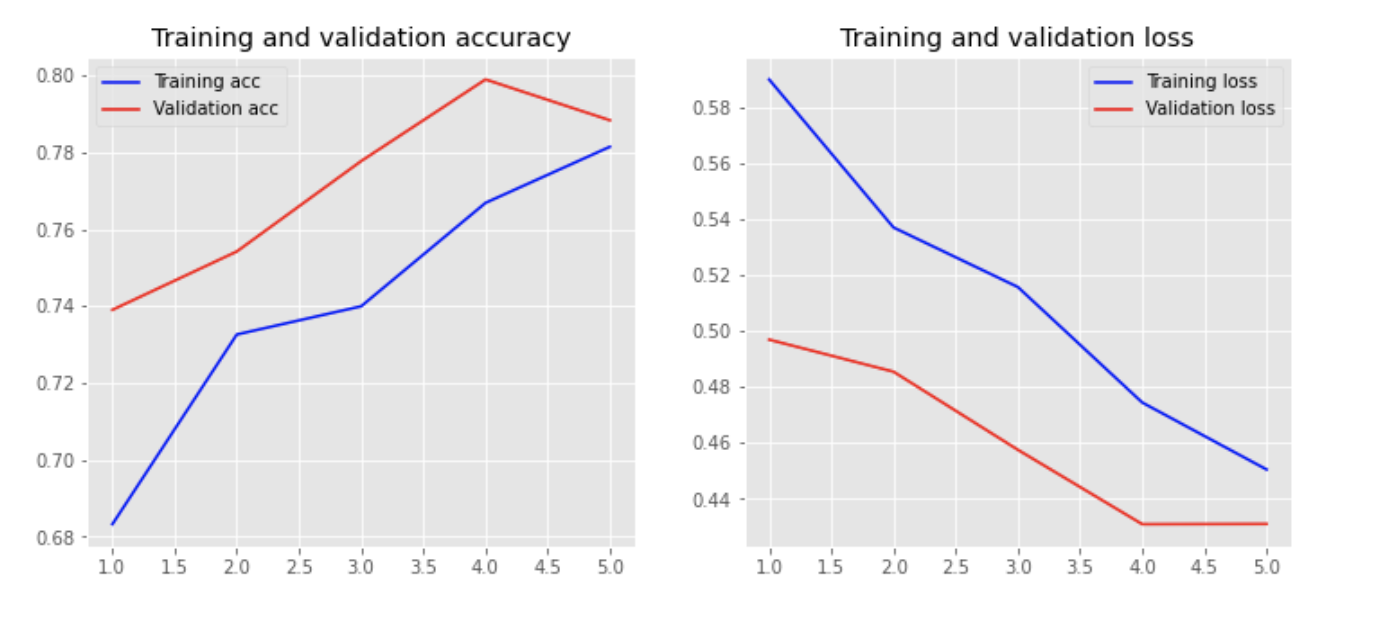 Training and validation accuracy
Training acc
Validation acc
0.80
0.78
0.76
0.74
0.72
0.70
0.68
1.0 1.5 2.0 2.5 3.0 3.5 4.0 4.5 5.0
Training and validation loss
Training loss
Validation loss
0.58
0.56
0.54
0.52
0.50
0.48
0.46
0.44
1.0 1.5 2.0 2.5 3.0 3.5 4.0 4.5 5.0